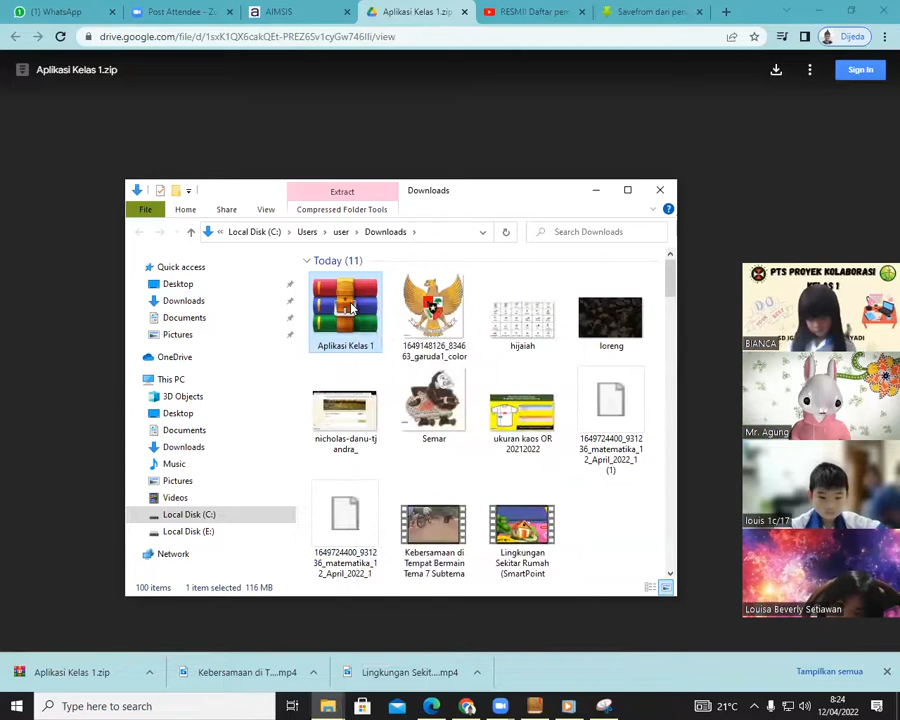 (1) WhatsApp
Post Attendee - Zo
AIMSIS
Aplikasi Kelas 1.zip
RESMI! Daftar pem
Savefrom dari pen
drive.google.com/file/d/1sxK1QX6cakQEt-PREZ6Sv1cyGw746lIi/view
Dijeda
Aplikasi Kelas 1.zip
Sign In
Extract
Downloads
File
Home
Share
View
Compressed Folder Tools
« Local Disk (C:) > Users > user > Downloads >
Search Downloads
Quick access
Desktop
Downloads
Documents
Pictures
OneDrive
This PC
3D Objects
Desktop
Documents
Downloads
Music
Pictures
Videos
Local Disk (C:)
Local Disk (E:)
Network
Today (11)
Aplikasi Kelas 1
1649148126_8346
63_garuda1_color
hijaiah
loreng
nicholas-danu-tj
andra_
Semar
ukuran kaos OR
20212022
1649724400_9312
36_matematika_1
2_April_2022_1
(1)
1649724400_9312
36_matematika_1
2_April_2022_1
Kebersamaan di
Tempat Bermain
Tema 7 Subtema
Lingkungan
Sekitar Rumah
(SmartPoint
100 items
1 item selected 116 MB
PTS PROYEK KOLABORASI
KELAS 1
BIANCA
Mr. Agung
louis 1c/17
Louisa Beverly Setiawan
Aplikasi Kelas 1.zip
Kebersamaan di T....mp4
Lingkungan Sekit....mp4
Tampilkan semua
Type here to search
21°C
8:24
12/04/2022